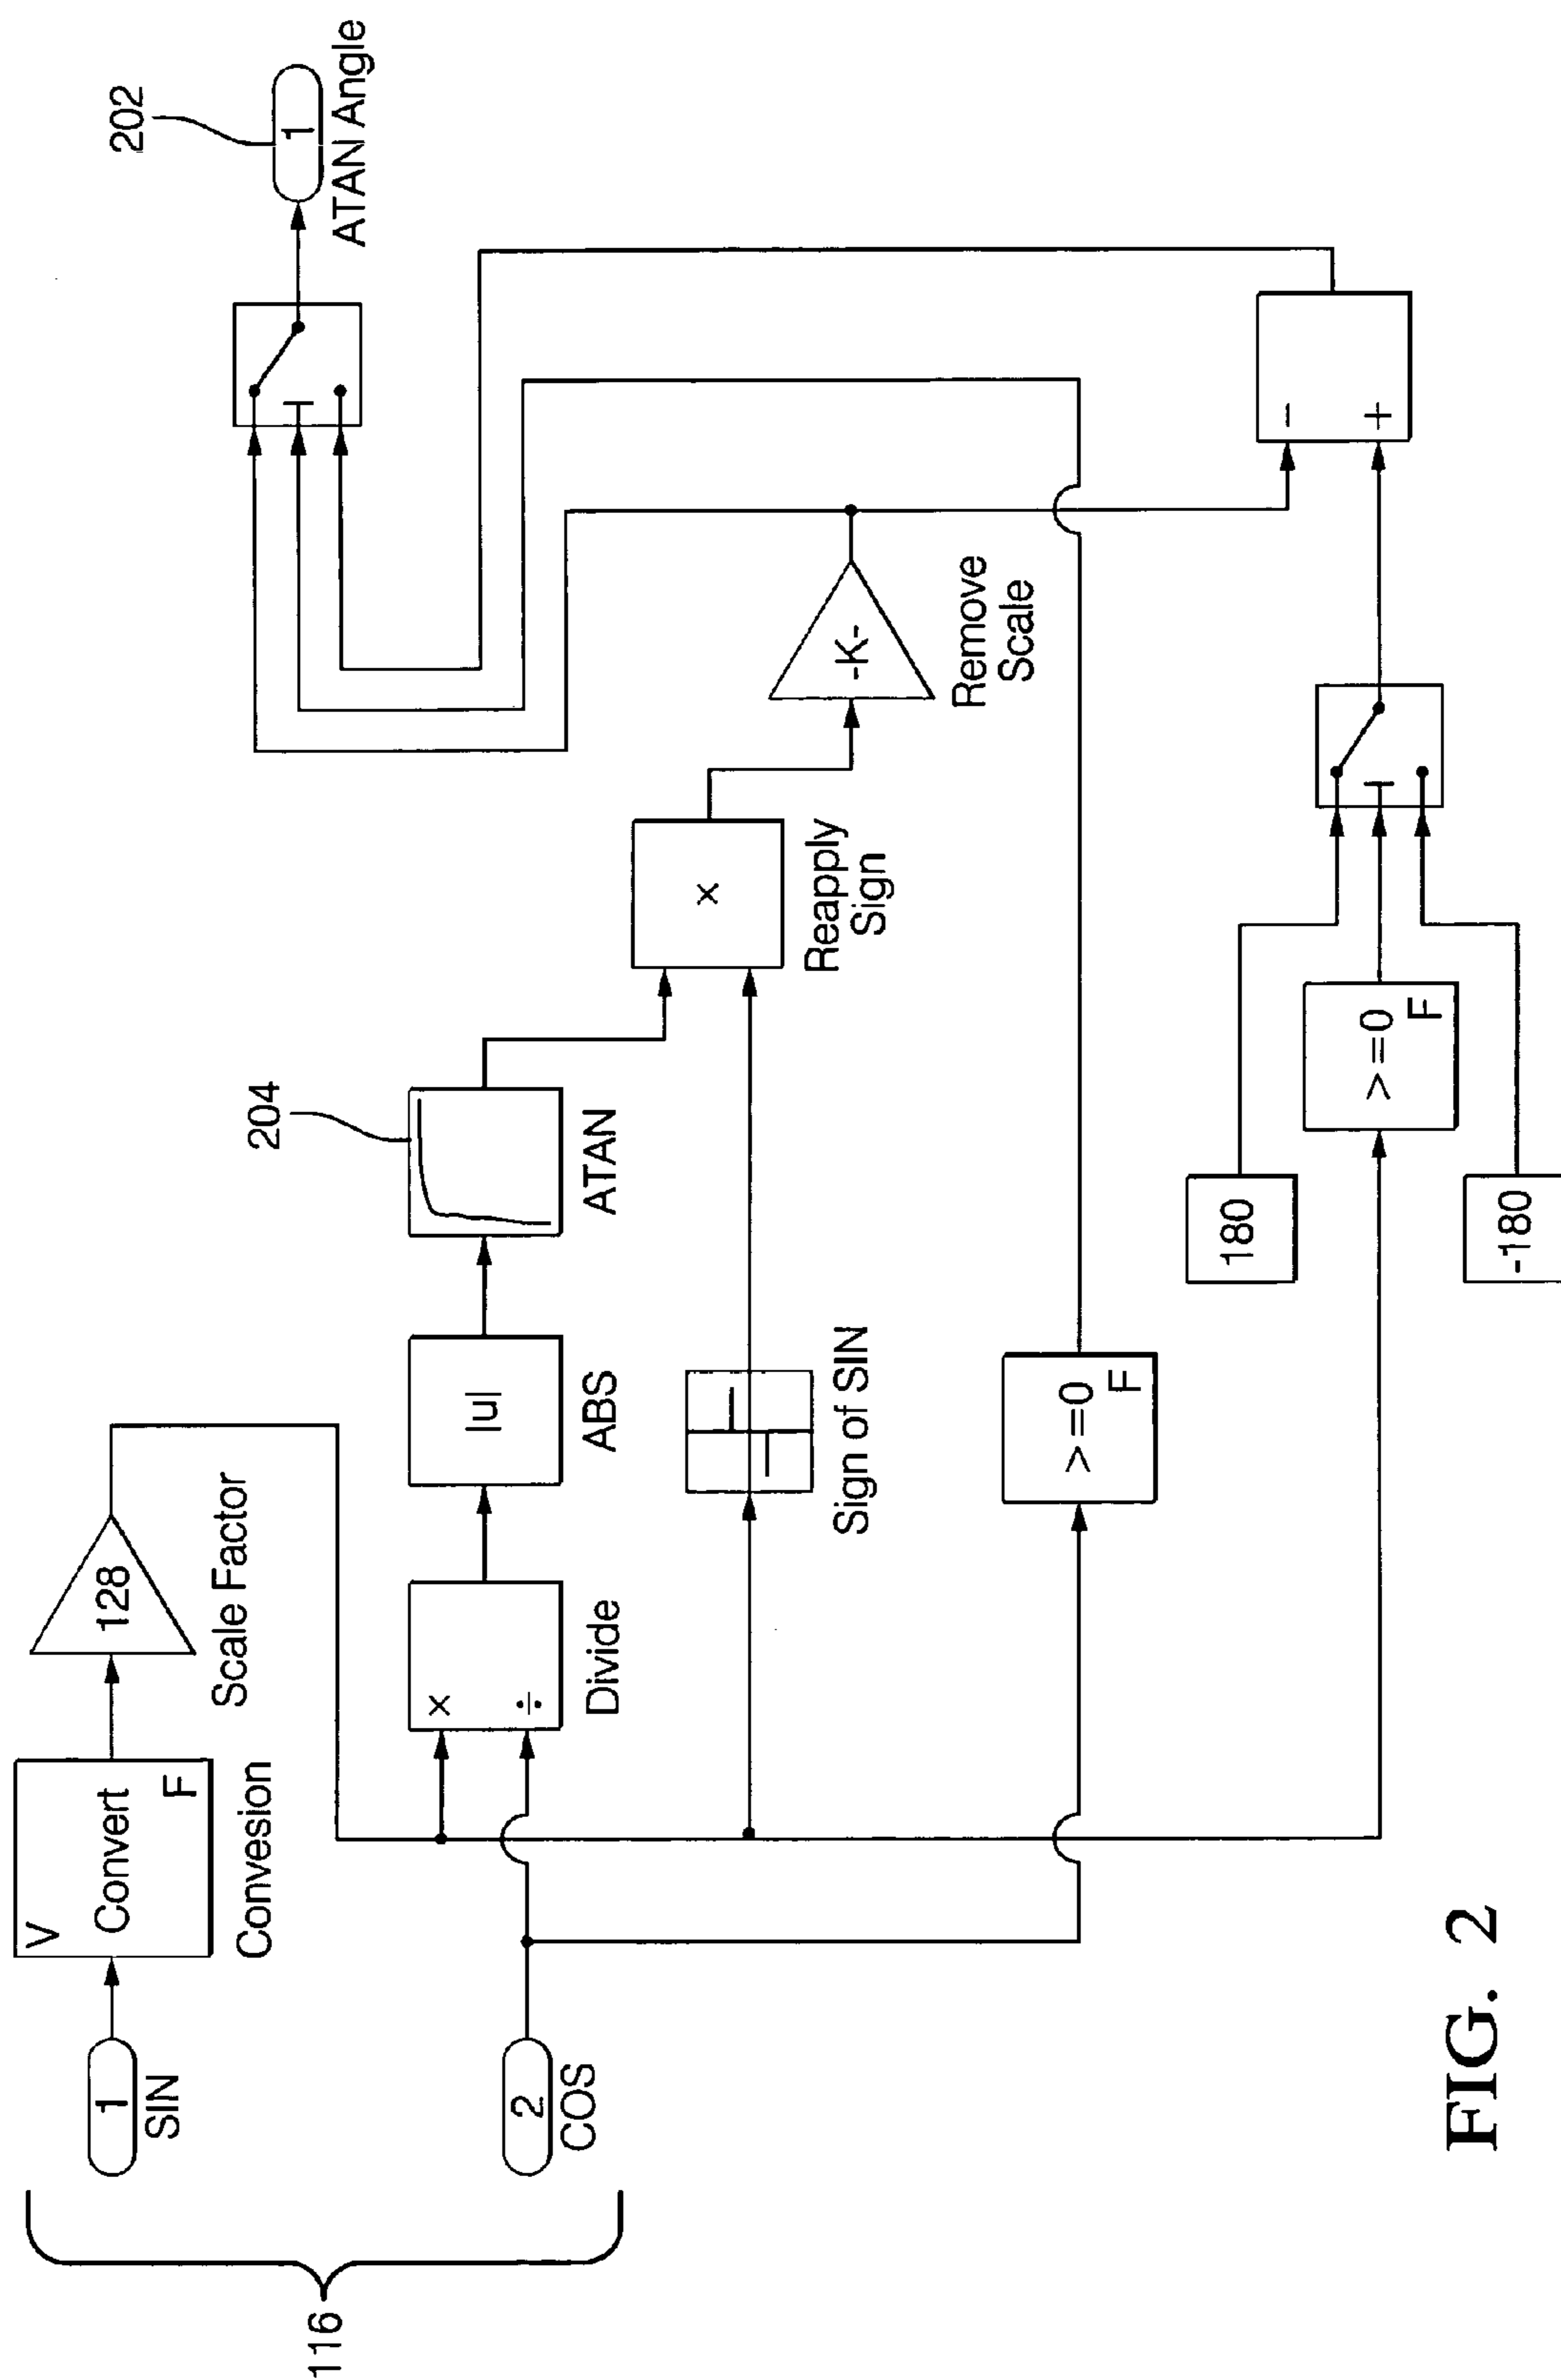 116
1
SIN
V
Convert
F
Convesion
128
Scale Factor
2
COS
×
÷
Divide
|u|
ABS
204
ATAN
Sign of SIN
×
Reapply
Sign
-K-
Remove
Scale
>=0
F
180
-180
>=0
F
-
+
202
1
ATAN Angle
FIG. 2